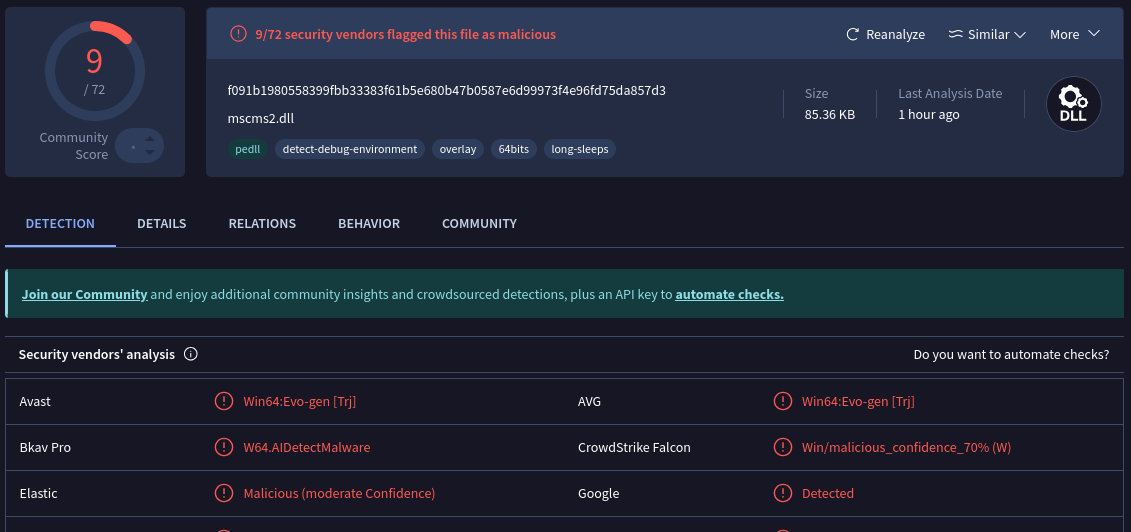 9
/ 72
Community
Score
9/72 security vendors flagged this file as malicious
Reanalyze
Similar
More
f091b1980558399fbb33383f61b5e680b47b0587e6d99973f4e96fd75da857d3
mscms2.dll
pedll
detect-debug-environment
overlay
64bits
long-sleeps
Size
85.36 KB
Last Analysis Date
1 hour ago
DLL
DETECTION DETAILS RELATIONS BEHAVIOR COMMUNITY
Join our Community and enjoy additional community insights and crowdsourced detections, plus an API key to automate checks.
Security vendors' analysis
Do you want to automate checks?
Avast Win64:Evo-gen [Trj] AVG Win64:Evo-gen [Trj]
Bkav Pro W64.AIDetectMalware CrowdStrike Falcon Win/malicious_confidence_70% (W)
Elastic Malicious (moderate Confidence) Google Detected